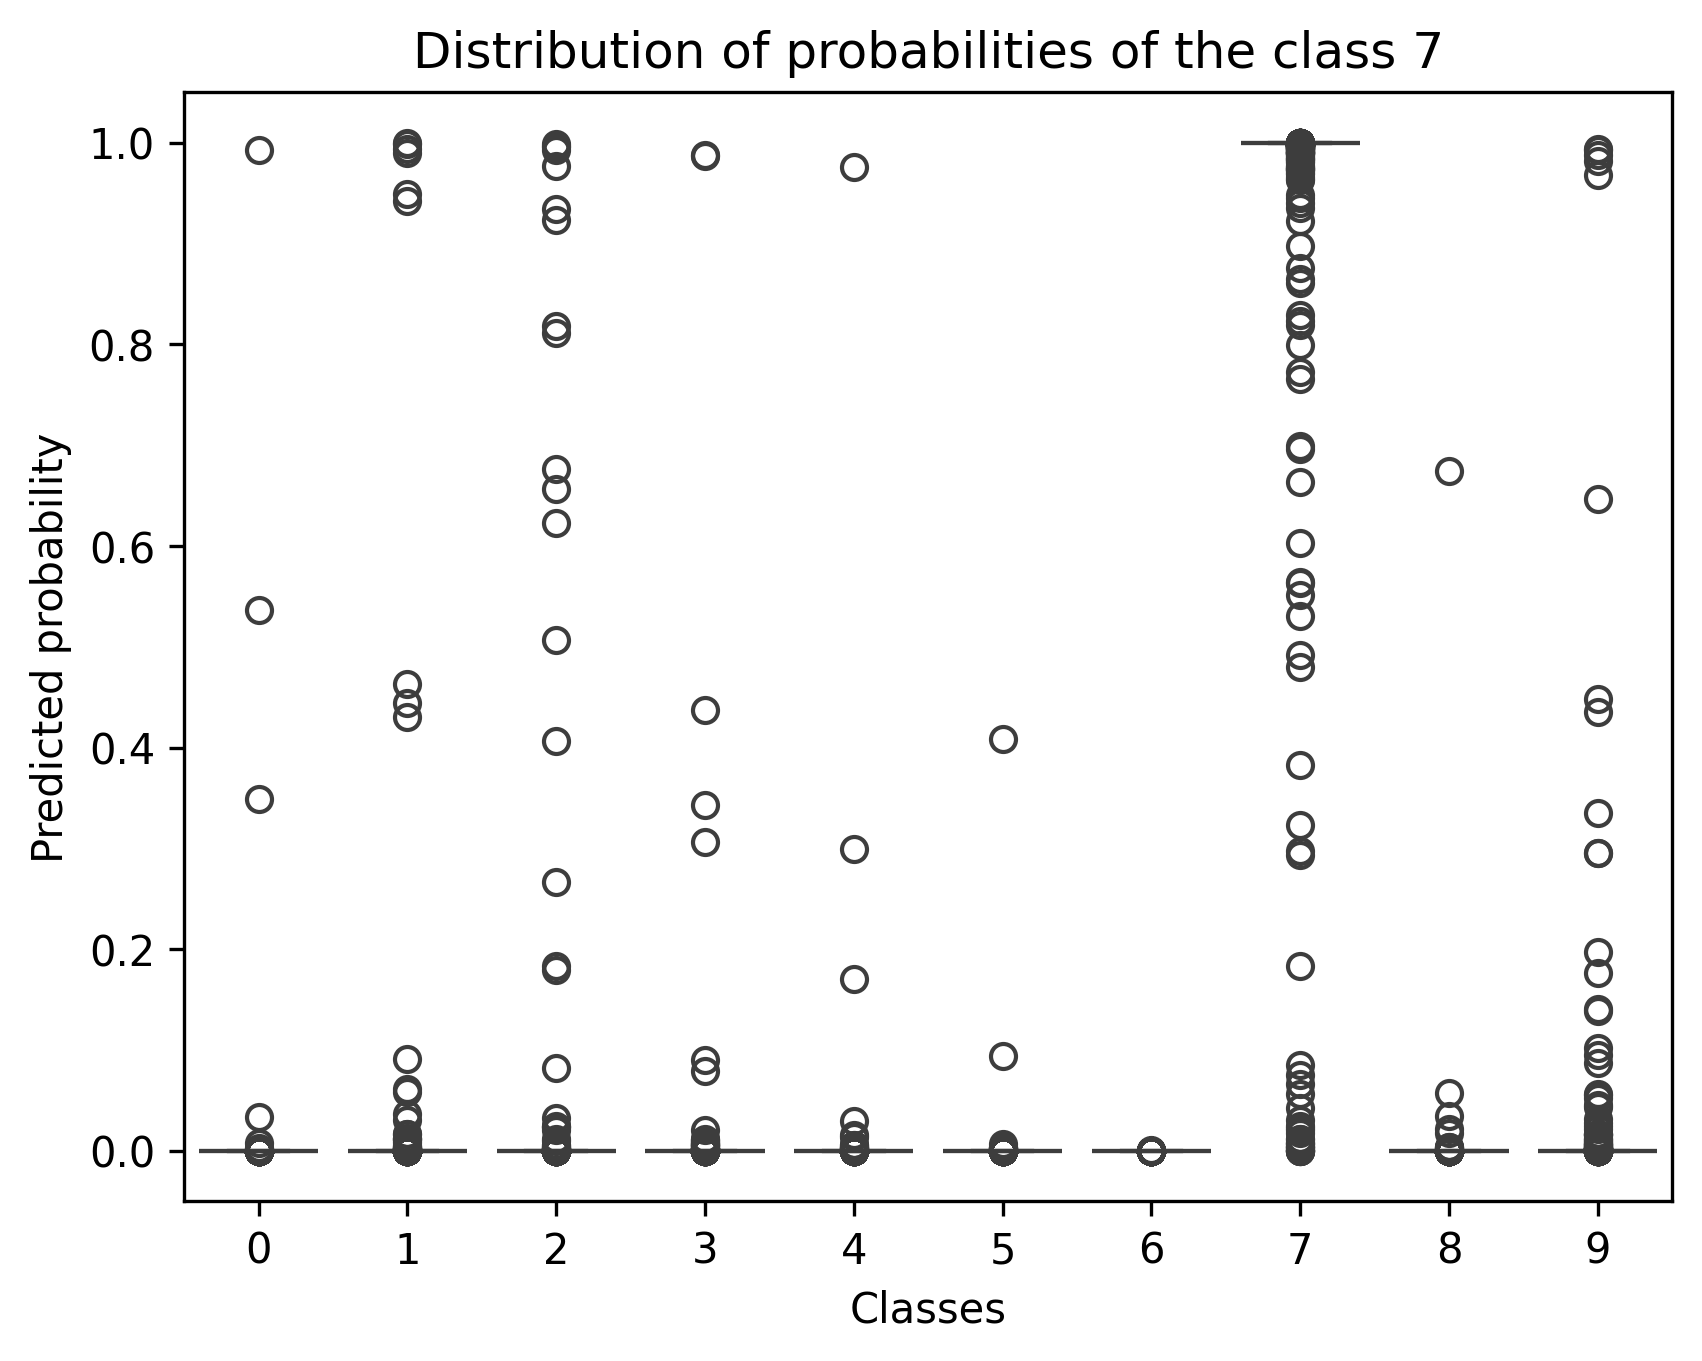 Distribution of probabilities of the class 7
1.0
0.8
0.6
0.4
0.2
0.0
Predicted probability
0 1 2 3 4 5 6 7 8 9
Classes